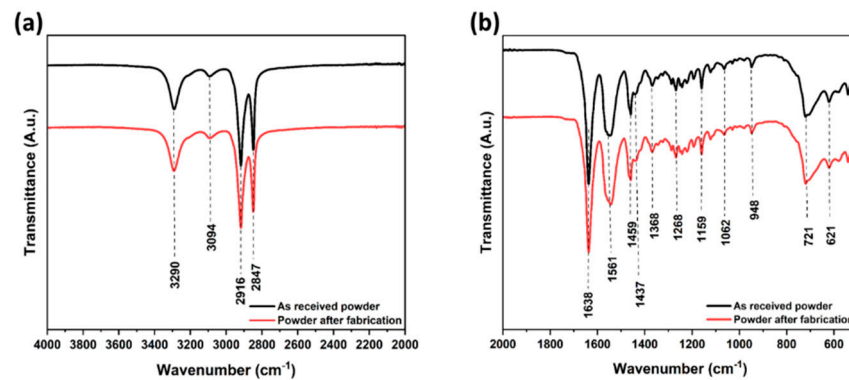 (a)
Transmittance (A.u.)
3290
3094
2916
2847
As received powder
Powder after fabrication
4000 3800 3600 3400 3200 3000 2800 2600 2400 2200 2000
Wavenumber (cm⁻¹)
(b)
Transmittance (A.u.)
1638
1561
1459
1437
1368
1268
1159
1062
948
721
621
As received powder
Powder after fabrication
2000 1800 1600 1400 1200 1000 800 600
Wavenumber (cm⁻¹)